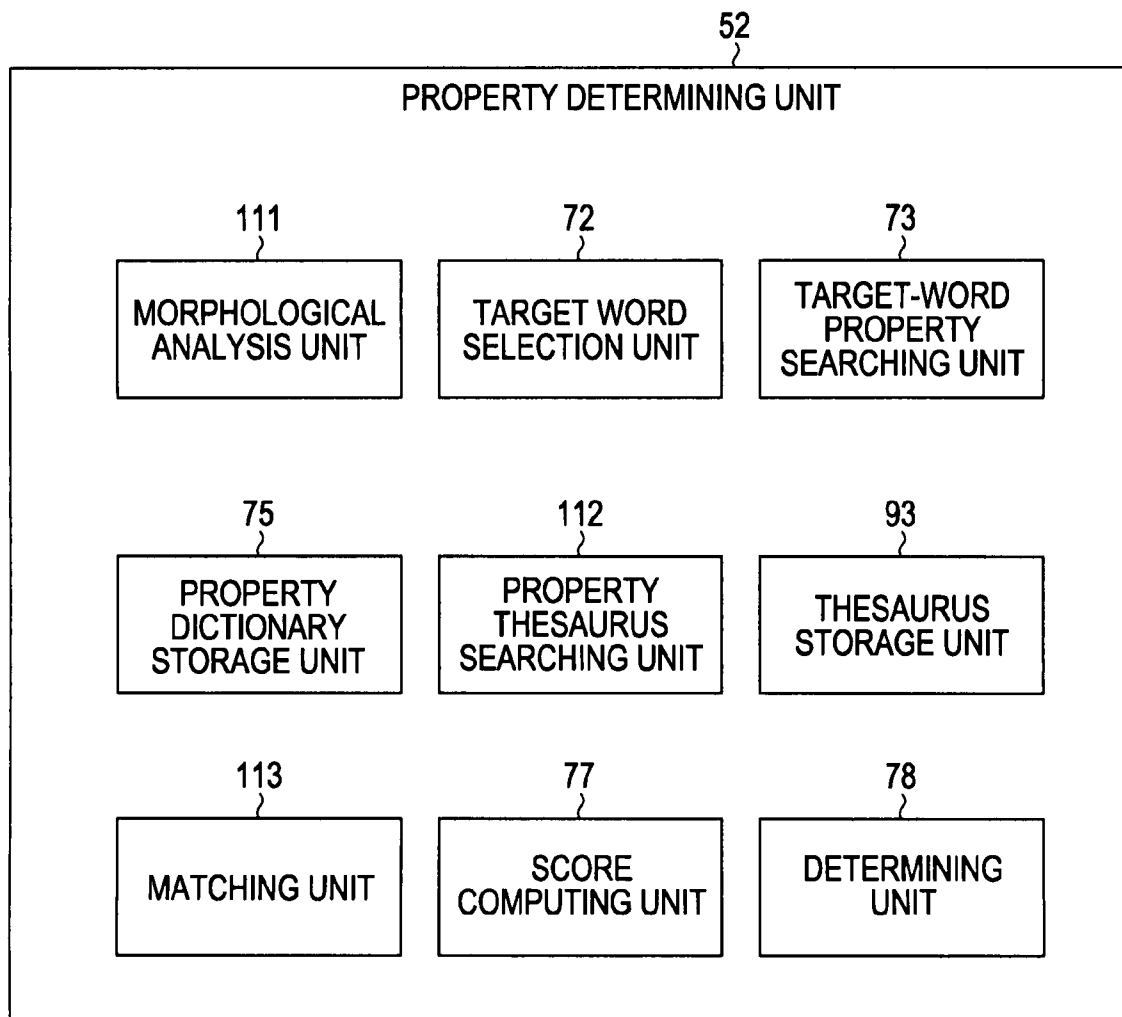 52
PROPERTY DETERMINING UNIT
111
MORPHOLOGICAL
ANALYSIS UNIT
72
TARGET WORD
SELECTION UNIT
73
TARGET-WORD
PROPERTY
SEARCHING UNIT
75
PROPERTY
DICTIONARY
STORAGE UNIT
112
PROPERTY
THESAURUS
SEARCHING UNIT
93
THESAURUS
STORAGE UNIT
113
MATCHING UNIT
77
SCORE
COMPUTING UNIT
78
DETERMINING
UNIT